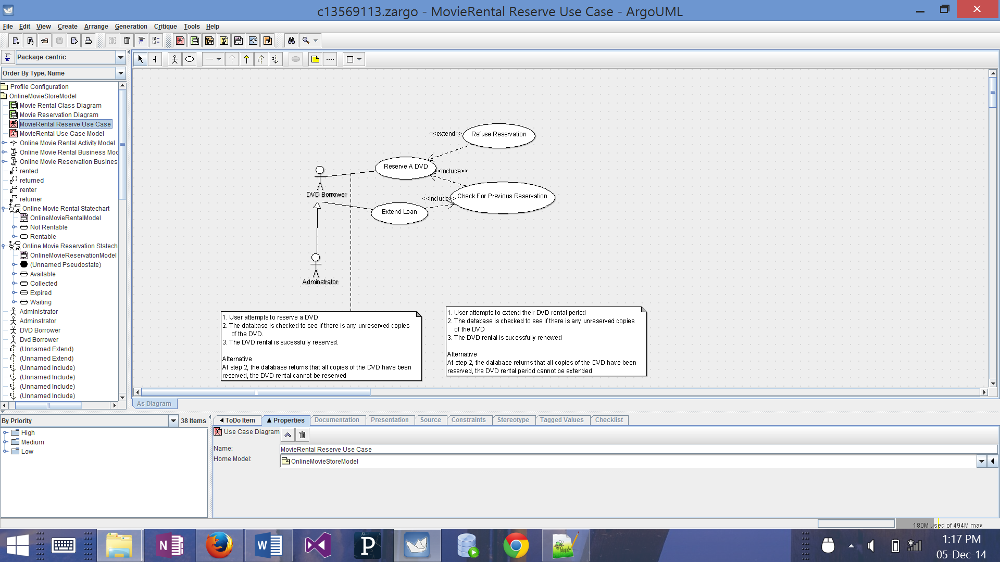 c13569113.zargo - MovieRental Reserve Use Case - ArgoUML
File Edit View Create Arrange Generation Critique Tools Help
Package-centric
Order By Type, Name
Profile Configuration
OnlineMovieStoreModel
Movie Rental Class Diagram
Movie Reservation Diagram
MovieRental Reserve Use Case
MovieRental Use Case Model
Online Movie Rental Activity Model
Online Movie Rental Business Moc
Online Movie Reservation Busines
rented
returned
renter
returner
Online Movie Rental Statechart
OnlineMovieRentalModel
Not Rentable
Rentable
Online Movie Reservation Statech
OnlineMovieReservationModel
(Unnamed Pseudostate)
Available
Collected
Expired
Waiting
Administrator
Adminstrator
DVD Borrower
Dvd Borrower
(Unnamed Extend)
(Unnamed Extend)
(Unnamed Include)
(Unnamed Include)
(Unnamed Include)
(Unnamed Include)
<<extend>>
Refuse Reservation
Reserve A DVD
<<include>>
DVD Borrower
<<include>>
Check For Previous Reservation
Extend Loan
Adminstrator
1. User attempts to reserve a DVD
2. The database is checked to see if there is any unreserved copies
of the DVD.
3. The DVD rental is sucessfully reserved.
Alternative
At step 2, the database returns that all copies of the DVD have been
reserved, the DVD rental cannot be reserved
1. User attempts to extend their DVD rental period
2. The database is checked to see if there is any unreserved copies
of the DVD
3. The DVD rental is sucessfully renewed
Alternative
At step 2, the database returns that all copies of the DVD have been
reserved, the DVD rental period cannot be extended
As Diagram
By Priority
38 Items
High
Medium
Low
ToDo Item Properties Documentation Presentation Source Constraints Stereotype Tagged Values Checklist
Use Case Diagram
Name:
MovieRental Reserve Use Case
Home Model:
OnlineMovieStoreModel
180M used of 494M max
1:17 PM
05-Dec-14